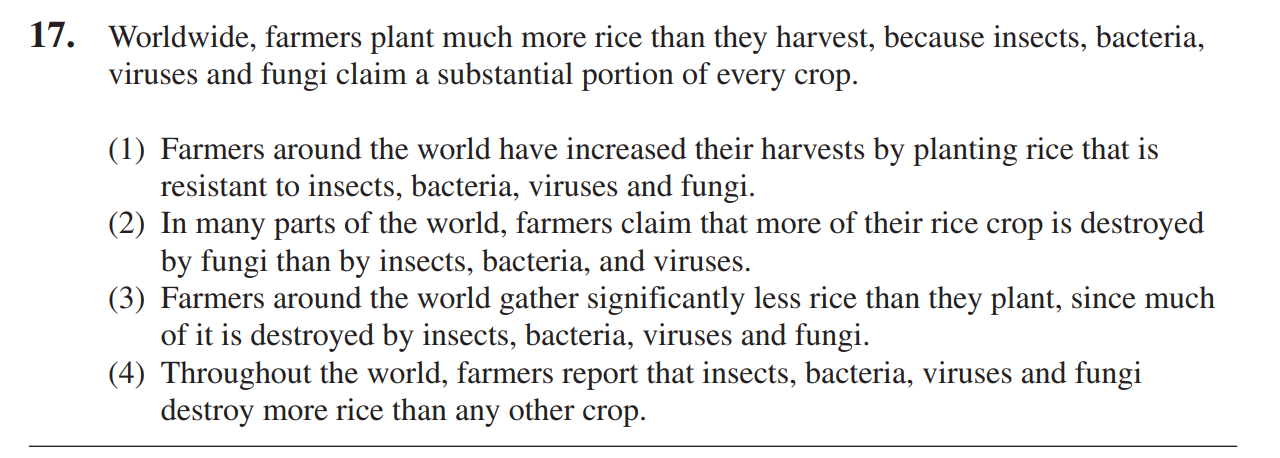 17. Worldwide, farmers plant much more rice than they harvest, because insects, bacteria,
viruses and fungi claim a substantial portion of every crop.
(1) Farmers around the world have increased their harvests by planting rice that is
resistant to insects, bacteria, viruses and fungi.
(2) In many parts of the world, farmers claim that more of their rice crop is destroyed
by fungi than by insects, bacteria, and viruses.
(3) Farmers around the world gather significantly less rice than they plant, since much
of it is destroyed by insects, bacteria, viruses and fungi.
(4) Throughout the world, farmers report that insects, bacteria, viruses and fungi
destroy more rice than any other crop.